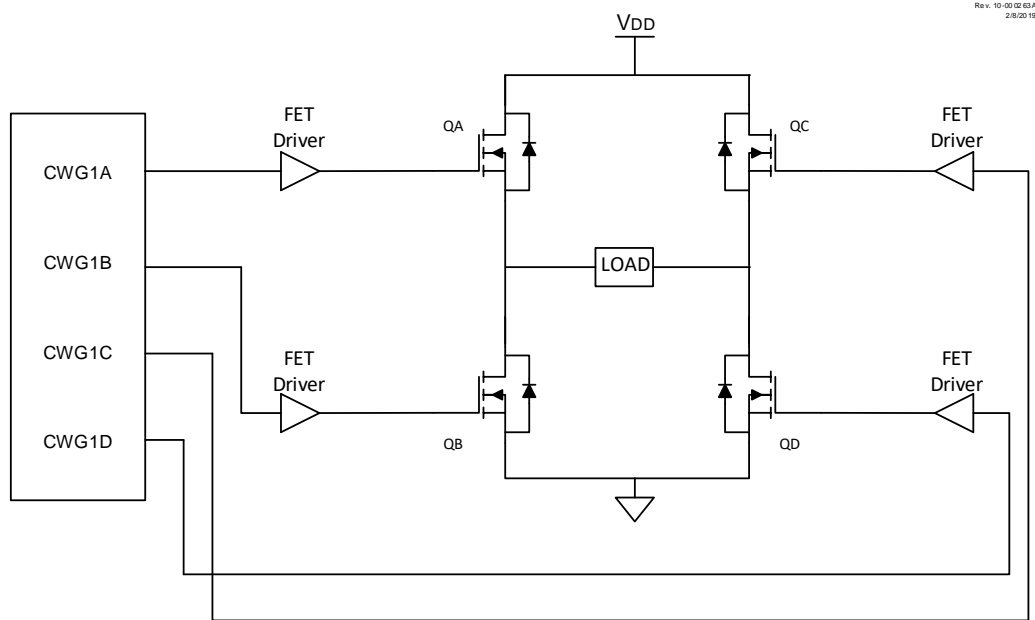 Rev. 10-000263A
2/8/2019
VDD
FET
Driver
QA
QC
FET
Driver
CWG1A
CWG1B
LOAD
CWG1C
FET
Driver
FET
Driver
CWG1D
QB
QD